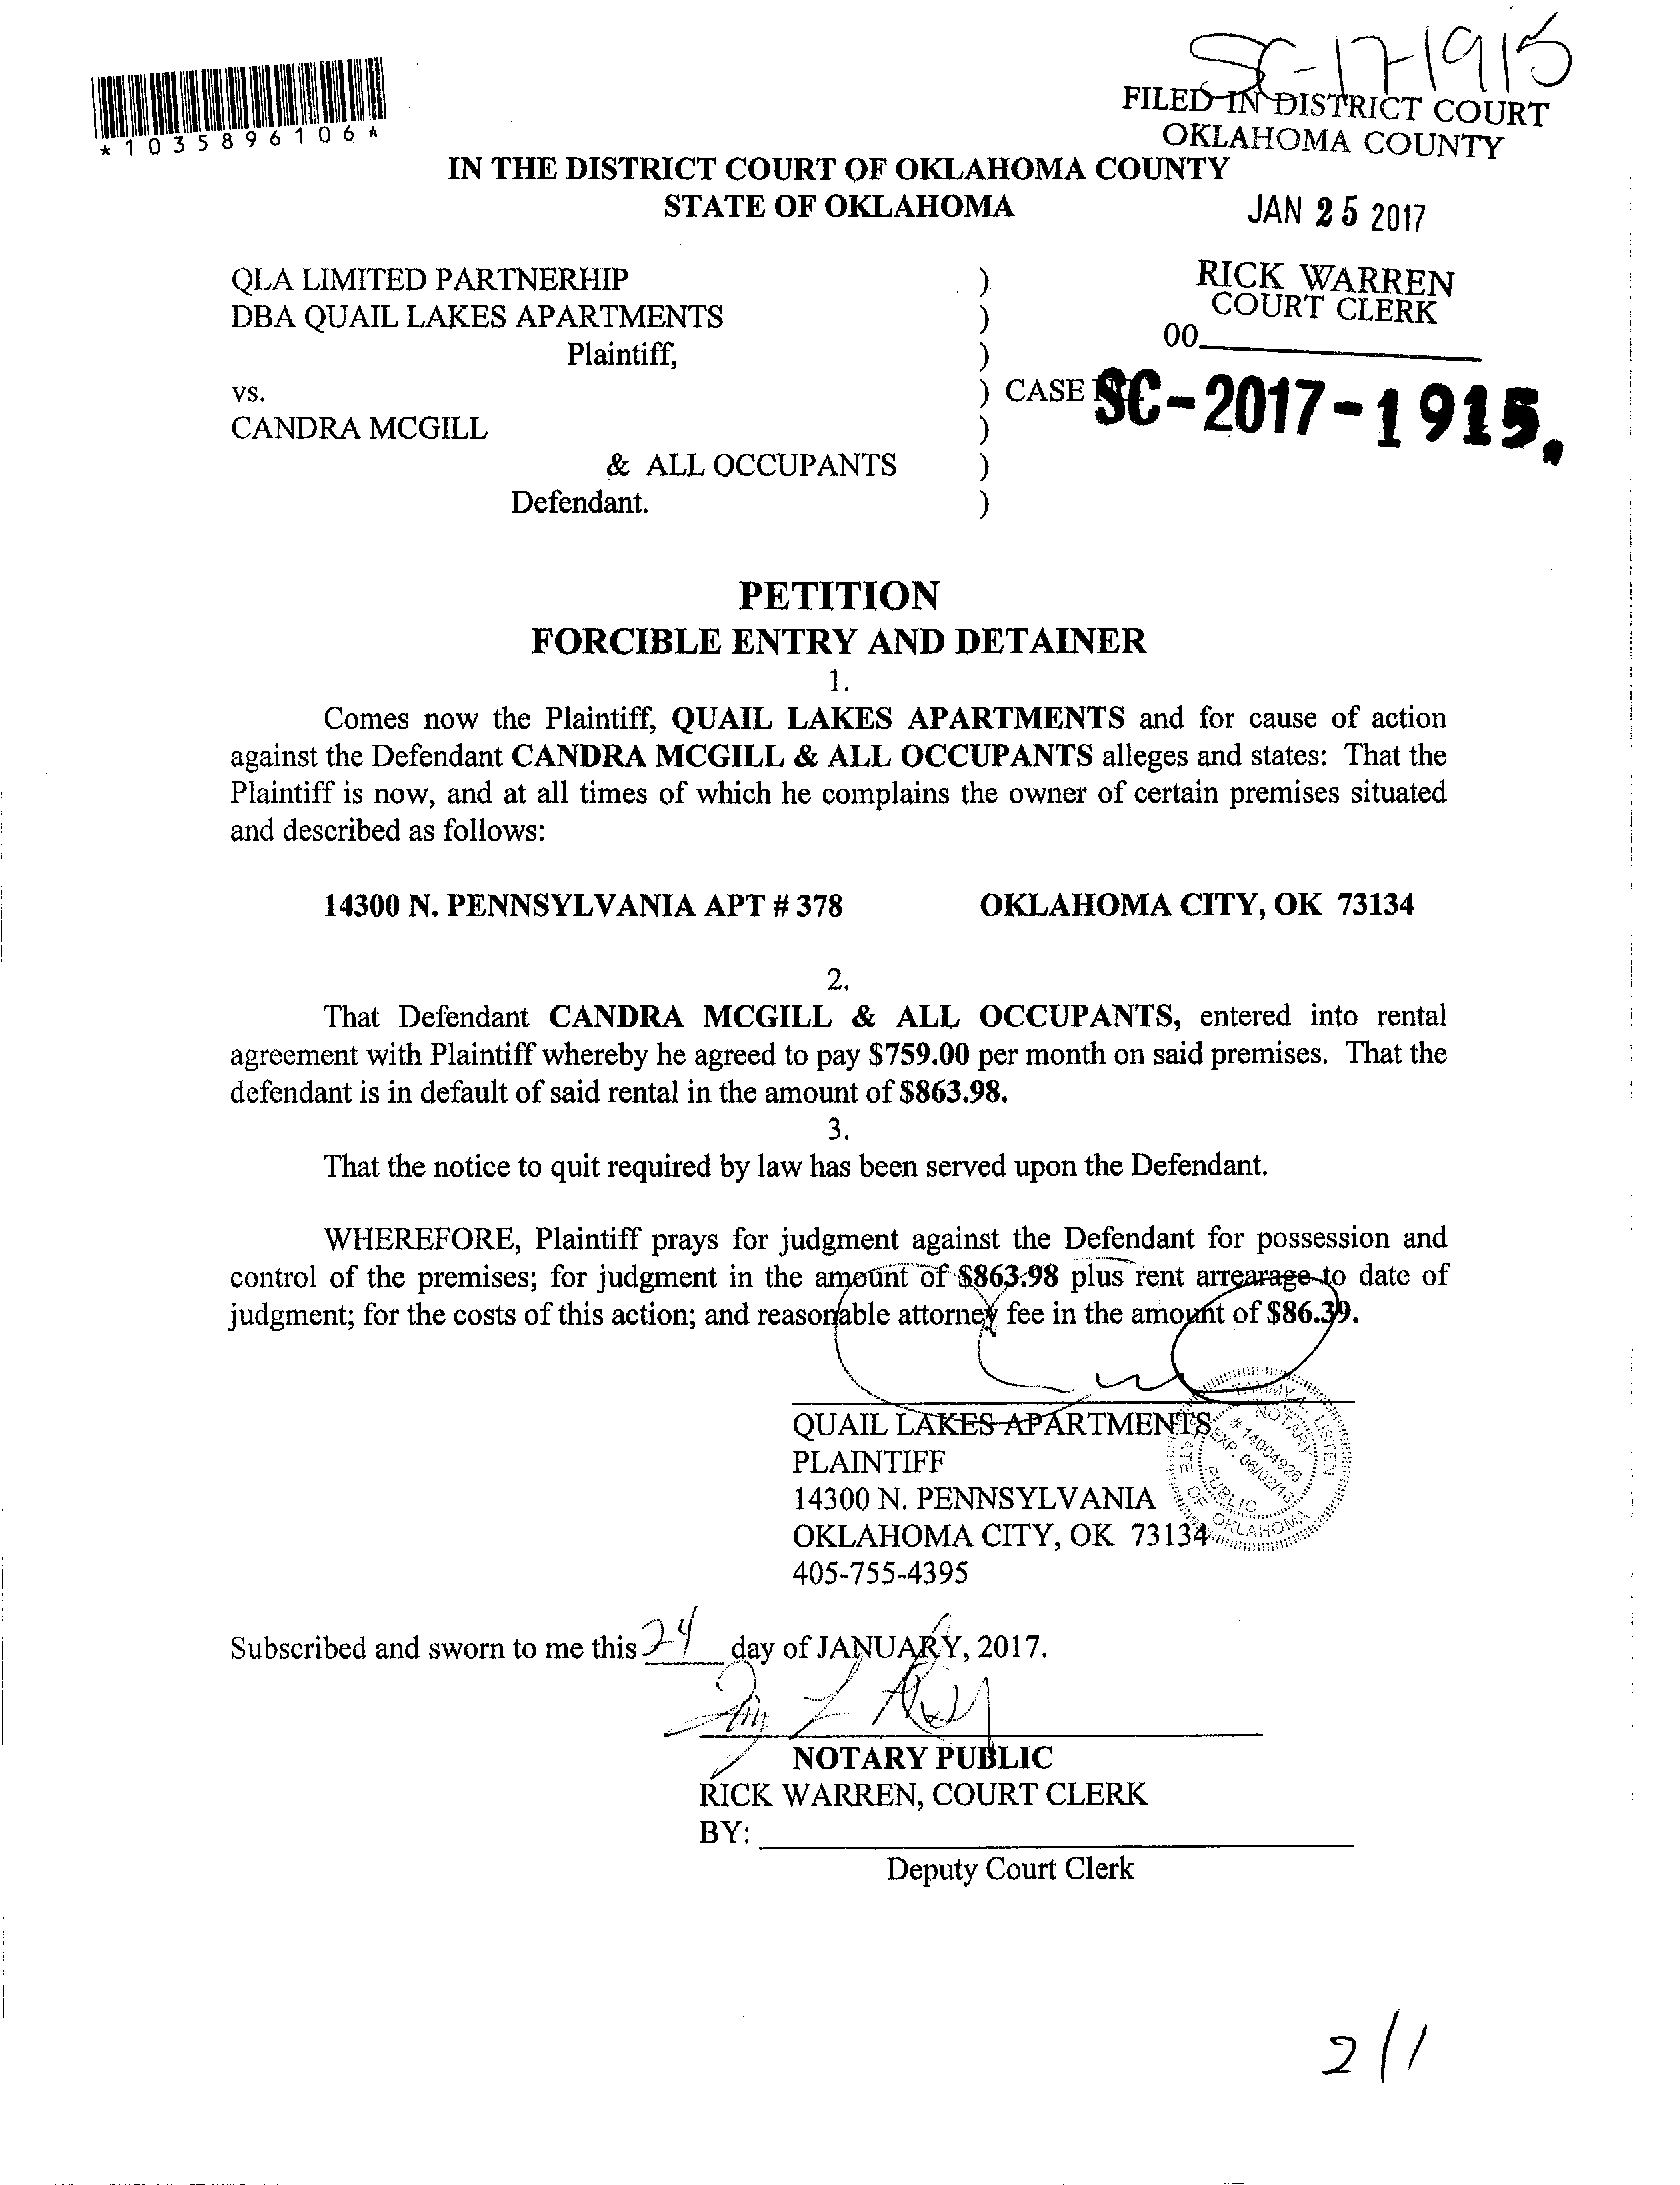 SC-17-1915
*1035896106*
FILED IN DISTRICT COURT
OKLAHOMA COUNTY
IN THE DISTRICT COURT OF OKLAHOMA COUNTY
STATE OF OKLAHOMA
JAN 25 2017
QLA LIMITED PARTNERHIP )
DBA QUAIL LAKES APARTMENTS )
Plaintiff, )
RICK WARREN
COURT CLERK
00
vs. ) CASE SC-2017-1915.
CANDRA MCGILL )
& ALL OCCUPANTS )
Defendant. )
PETITION
FORCIBLE ENTRY AND DETAINER
1.
Comes now the Plaintiff, QUAIL LAKES APARTMENTS and for cause of action
against the Defendant CANDRA MCGILL & ALL OCCUPANTS alleges and states: That the
Plaintiff is now, and at all times of which he complains the owner of certain premises situated
and described as follows:
14300 N. PENNSYLVANIA APT # 378 OKLAHOMA CITY, OK 73134
2.
That Defendant CANDRA MCGILL & ALL OCCUPANTS, entered into rental
agreement with Plaintiff whereby he agreed to pay $759.00 per month on said premises. That the
defendant is in default of said rental in the amount of $863.98.
3.
That the notice to quit required by law has been served upon the Defendant.
WHEREFORE, Plaintiff prays for judgment against the Defendant for possession and
control of the premises; for judgment in the amount of $863.98 plus rent arrearage to date of
judgment; for the costs of this action; and reasonable attorney fee in the amount of $86.39.
QUAIL LAKES APARTMENTS
PLAINTIFF
14300 N. PENNSYLVANIA
OKLAHOMA CITY, OK 73134
405-755-4395
NOTARY
# 14004926
PUBLIC
OKLAHOMA
Subscribed and sworn to me this 24 day of JANUARY, 2017.
NOTARY PUBLIC
RICK WARREN, COURT CLERK
BY:
Deputy Court Clerk
2/1